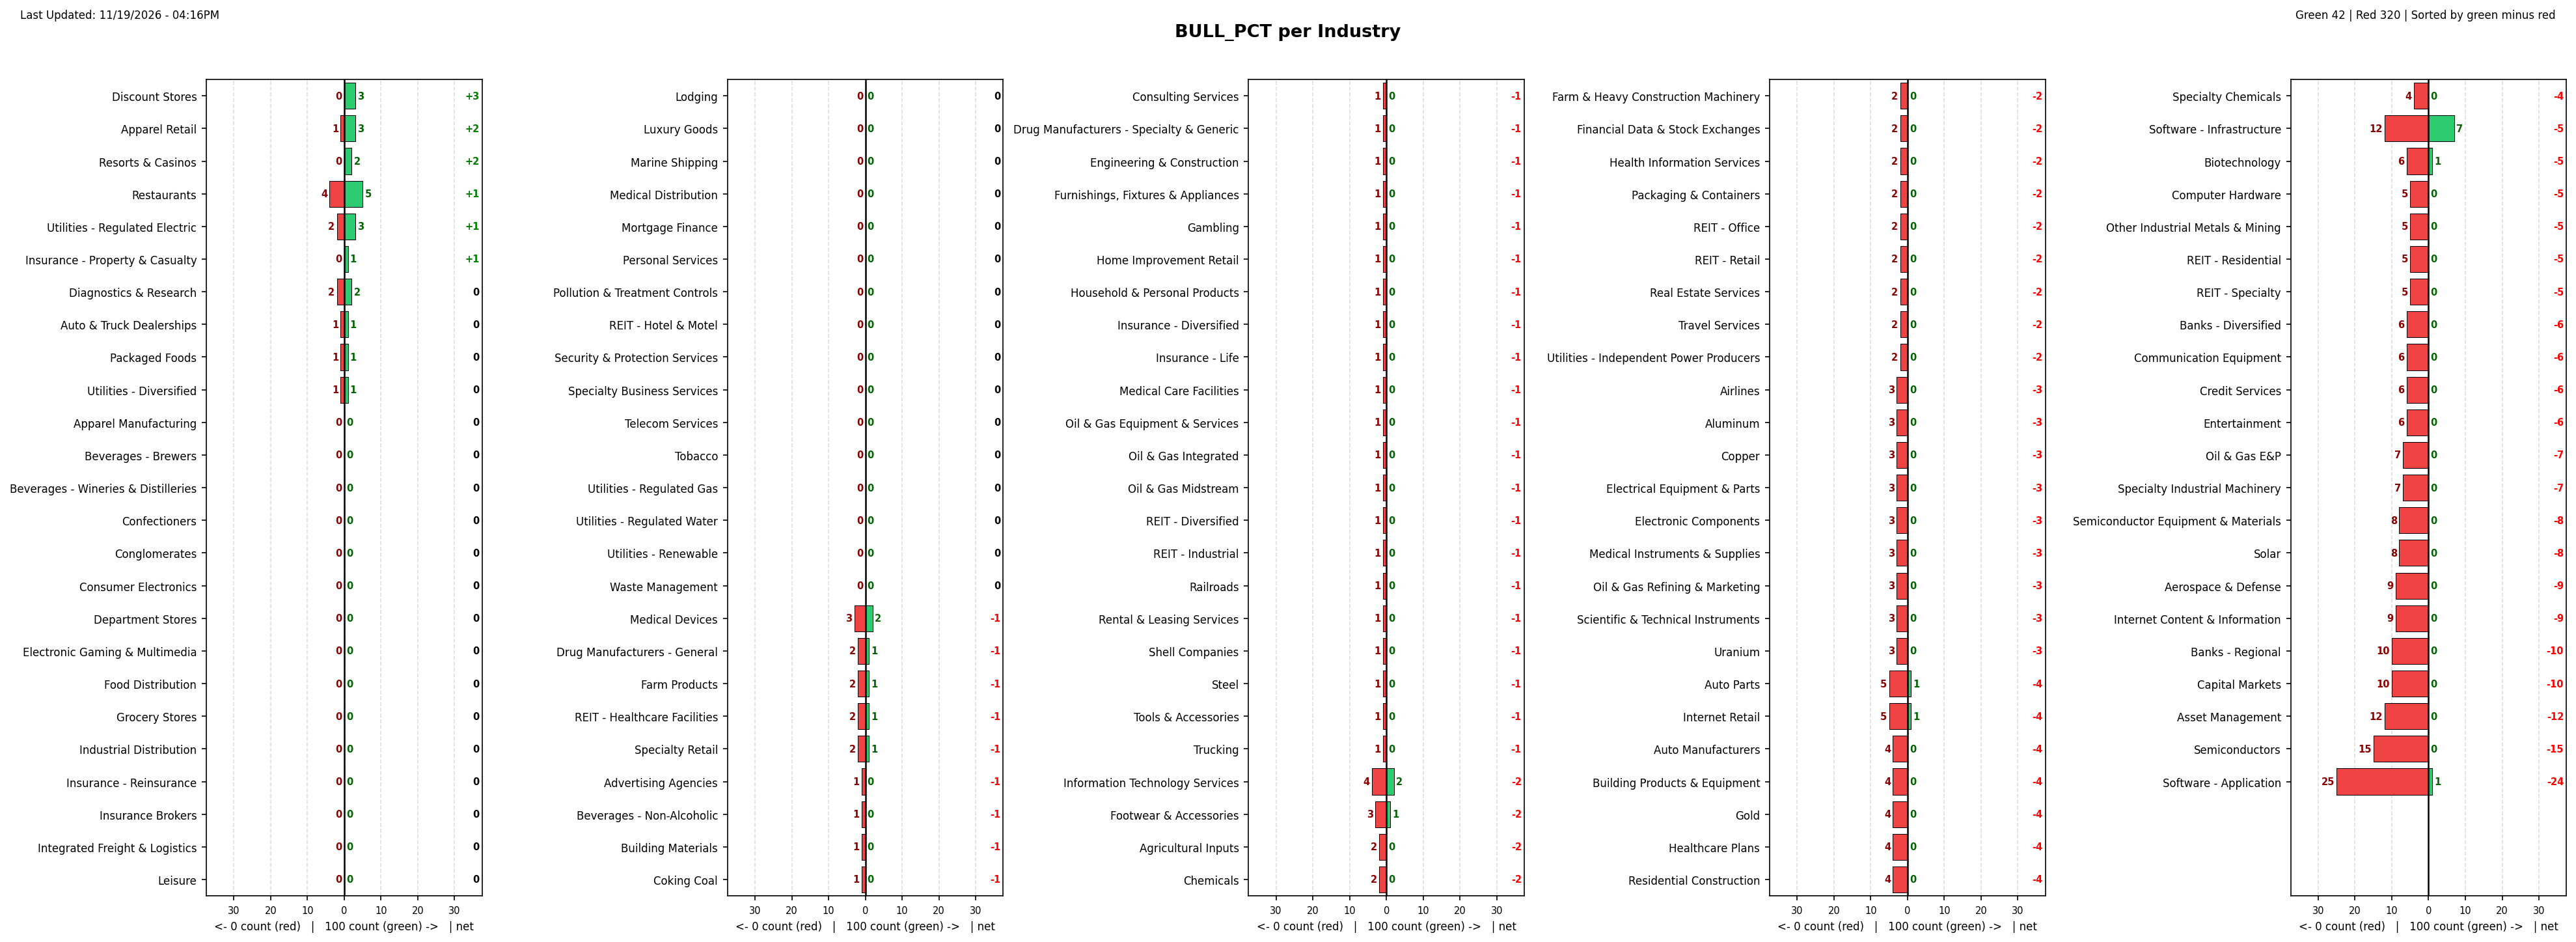 Last Updated: 11/19/2026 - 04:16PM
Green 42 | Red 320 | Sorted by green minus red
BULL_PCT per Industry
Discount Stores 0 3 +3
Apparel Retail 1 3 +2
Resorts & Casinos 0 2 +2
Restaurants 4 5 +1
Utilities - Regulated Electric 2 3 +1
Insurance - Property & Casualty 0 1 +1
Diagnostics & Research 2 2 0
Auto & Truck Dealerships 1 1 0
Packaged Foods 1 1 0
Utilities - Diversified 1 1 0
Apparel Manufacturing 0 0 0
Beverages - Brewers 0 0 0
Beverages - Wineries & Distilleries 0 0 0
Confectioners 0 0 0
Conglomerates 0 0 0
Consumer Electronics 0 0 0
Department Stores 0 0 0
Electronic Gaming & Multimedia 0 0 0
Food Distribution 0 0 0
Grocery Stores 0 0 0
Industrial Distribution 0 0 0
Insurance - Reinsurance 0 0 0
Insurance Brokers 0 0 0
Integrated Freight & Logistics 0 0 0
Leisure 0 0 0
30 20 10 0 10 20 30
<- 0 count (red) | 100 count (green) -> | net
Lodging 0 0 0
Luxury Goods 0 0 0
Marine Shipping 0 0 0
Medical Distribution 0 0 0
Mortgage Finance 0 0 0
Personal Services 0 0 0
Pollution & Treatment Controls 0 0 0
REIT - Hotel & Motel 0 0 0
Security & Protection Services 0 0 0
Specialty Business Services 0 0 0
Telecom Services 0 0 0
Tobacco 0 0 0
Utilities - Regulated Gas 0 0 0
Utilities - Regulated Water 0 0 0
Utilities - Renewable 0 0 0
Waste Management 0 0 0
Medical Devices 3 2 -1
Drug Manufacturers - General 2 1 -1
Farm Products 2 1 -1
REIT - Healthcare Facilities 2 1 -1
Specialty Retail 2 1 -1
Advertising Agencies 1 0 -1
Beverages - Non-Alcoholic 1 0 -1
Building Materials 1 0 -1
Coking Coal 1 0 -1
30 20 10 0 10 20 30
<- 0 count (red) | 100 count (green) -> | net
Consulting Services 1 0 -1
Drug Manufacturers - Specialty & Generic 1 0 -1
Engineering & Construction 1 0 -1
Furnishings, Fixtures & Appliances 1 0 -1
Gambling 1 0 -1
Home Improvement Retail 1 0 -1
Household & Personal Products 1 0 -1
Insurance - Diversified 1 0 -1
Insurance - Life 1 0 -1
Medical Care Facilities 1 0 -1
Oil & Gas Equipment & Services 1 0 -1
Oil & Gas Integrated 1 0 -1
Oil & Gas Midstream 1 0 -1
REIT - Diversified 1 0 -1
REIT - Industrial 1 0 -1
Railroads 1 0 -1
Rental & Leasing Services 1 0 -1
Shell Companies 1 0 -1
Steel 1 0 -1
Tools & Accessories 1 0 -1
Trucking 1 0 -1
Information Technology Services 4 2 -2
Footwear & Accessories 3 1 -2
Agricultural Inputs 2 0 -2
Chemicals 2 0 -2
30 20 10 0 10 20 30
<- 0 count (red) | 100 count (green) -> | net
Farm & Heavy Construction Machinery 2 0 -2
Financial Data & Stock Exchanges 2 0 -2
Health Information Services 2 0 -2
Packaging & Containers 2 0 -2
REIT - Office 2 0 -2
REIT - Retail 2 0 -2
Real Estate Services 2 0 -2
Travel Services 2 0 -2
Utilities - Independent Power Producers 2 0 -2
Airlines 3 0 -3
Aluminum 3 0 -3
Copper 3 0 -3
Electrical Equipment & Parts 3 0 -3
Electronic Components 3 0 -3
Medical Instruments & Supplies 3 0 -3
Oil & Gas Refining & Marketing 3 0 -3
Scientific & Technical Instruments 3 0 -3
Uranium 3 0 -3
Auto Parts 5 1 -4
Internet Retail 5 1 -4
Auto Manufacturers 4 0 -4
Building Products & Equipment 4 0 -4
Gold 4 0 -4
Healthcare Plans 4 0 -4
Residential Construction 4 0 -4
30 20 10 0 10 20 30
<- 0 count (red) | 100 count (green) -> | net
Specialty Chemicals 4 0 -4
Software - Infrastructure 12 7 -5
Biotechnology 6 1 -5
Computer Hardware 5 0 -5
Other Industrial Metals & Mining 5 0 -5
REIT - Residential 5 0 -5
REIT - Specialty 5 0 -5
Banks - Diversified 6 0 -6
Communication Equipment 6 0 -6
Credit Services 6 0 -6
Entertainment 6 0 -6
Oil & Gas E&P 7 0 -7
Specialty Industrial Machinery 7 0 -7
Semiconductor Equipment & Materials 8 0 -8
Solar 8 0 -8
Aerospace & Defense 9 0 -9
Internet Content & Information 9 0 -9
Banks - Regional 10 0 -10
Capital Markets 10 0 -10
Asset Management 12 0 -12
Semiconductors 15 0 -15
Software - Application 25 1 -24
30 20 10 0 10 20 30
<- 0 count (red) | 100 count (green) -> | net